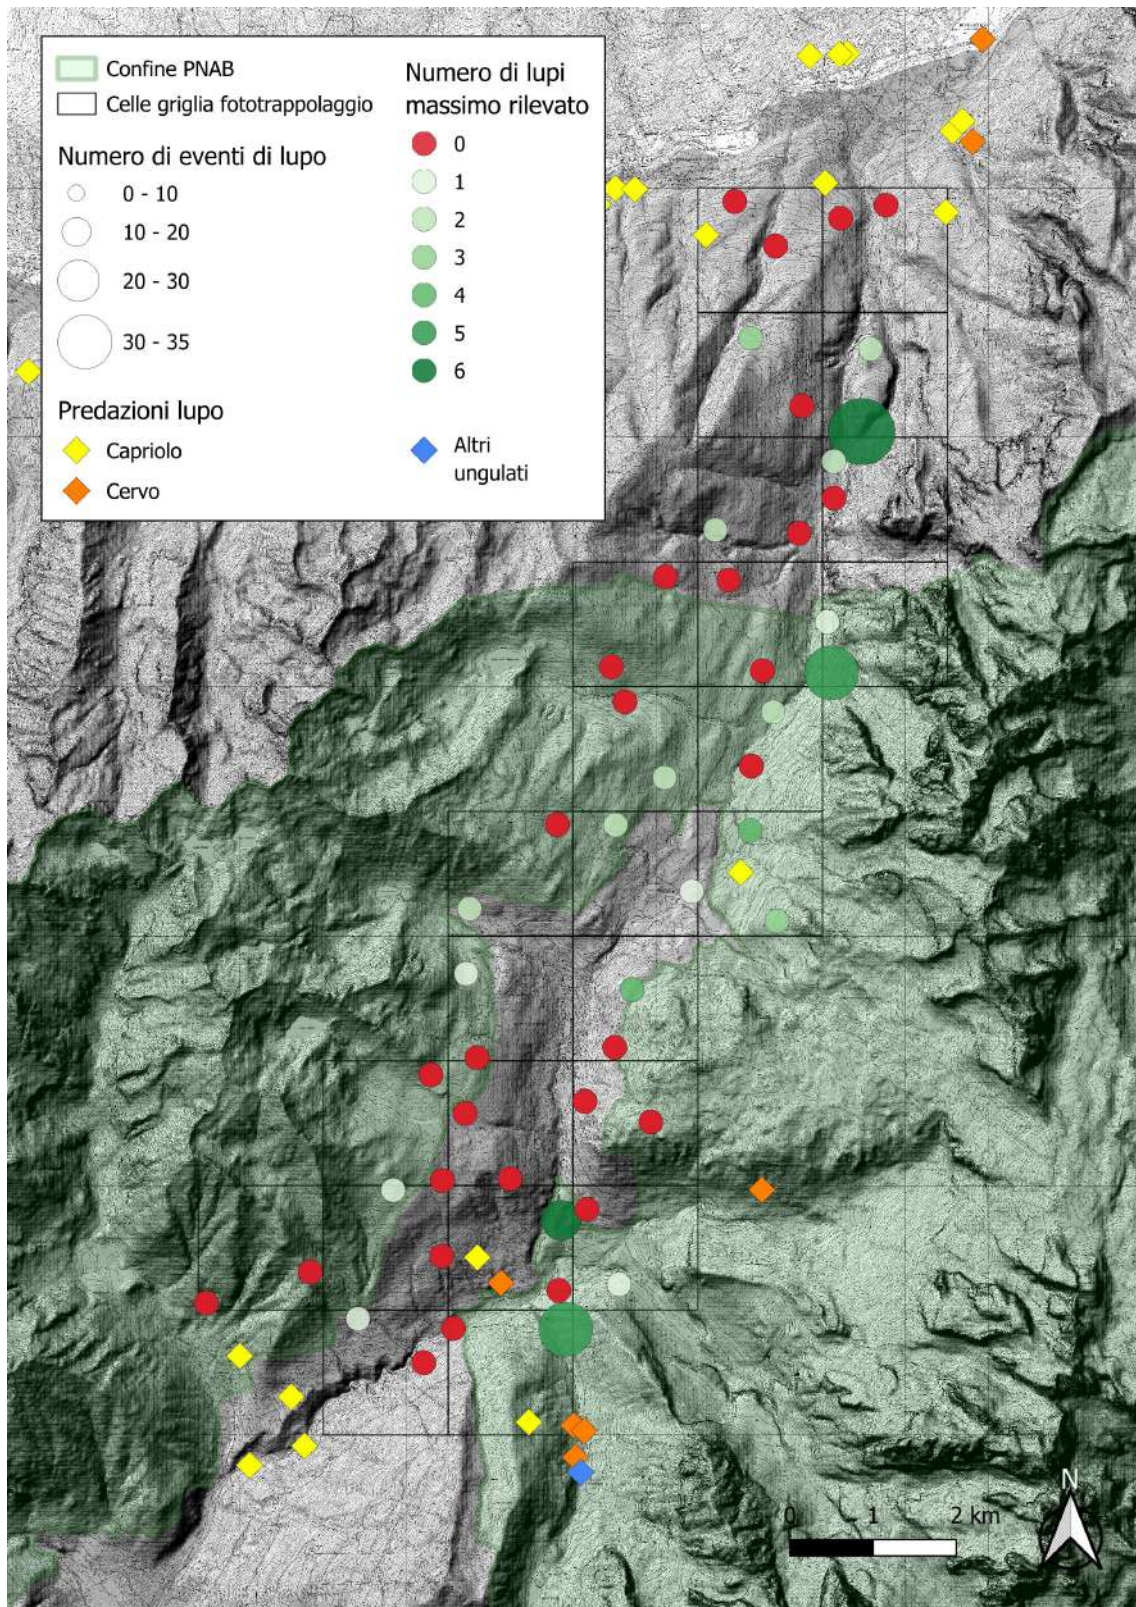 Confine PNAB
Celle griglia fototrappolaggio
Numero di eventi di lupo
0 - 10
10 - 20
20 - 30
30 - 35
Predazioni lupo
Capriolo
Cervo
Numero di lupi
massimo rilevato
0
1
2
3
4
5
6
Altri
ungulati
N
0 1 2 km